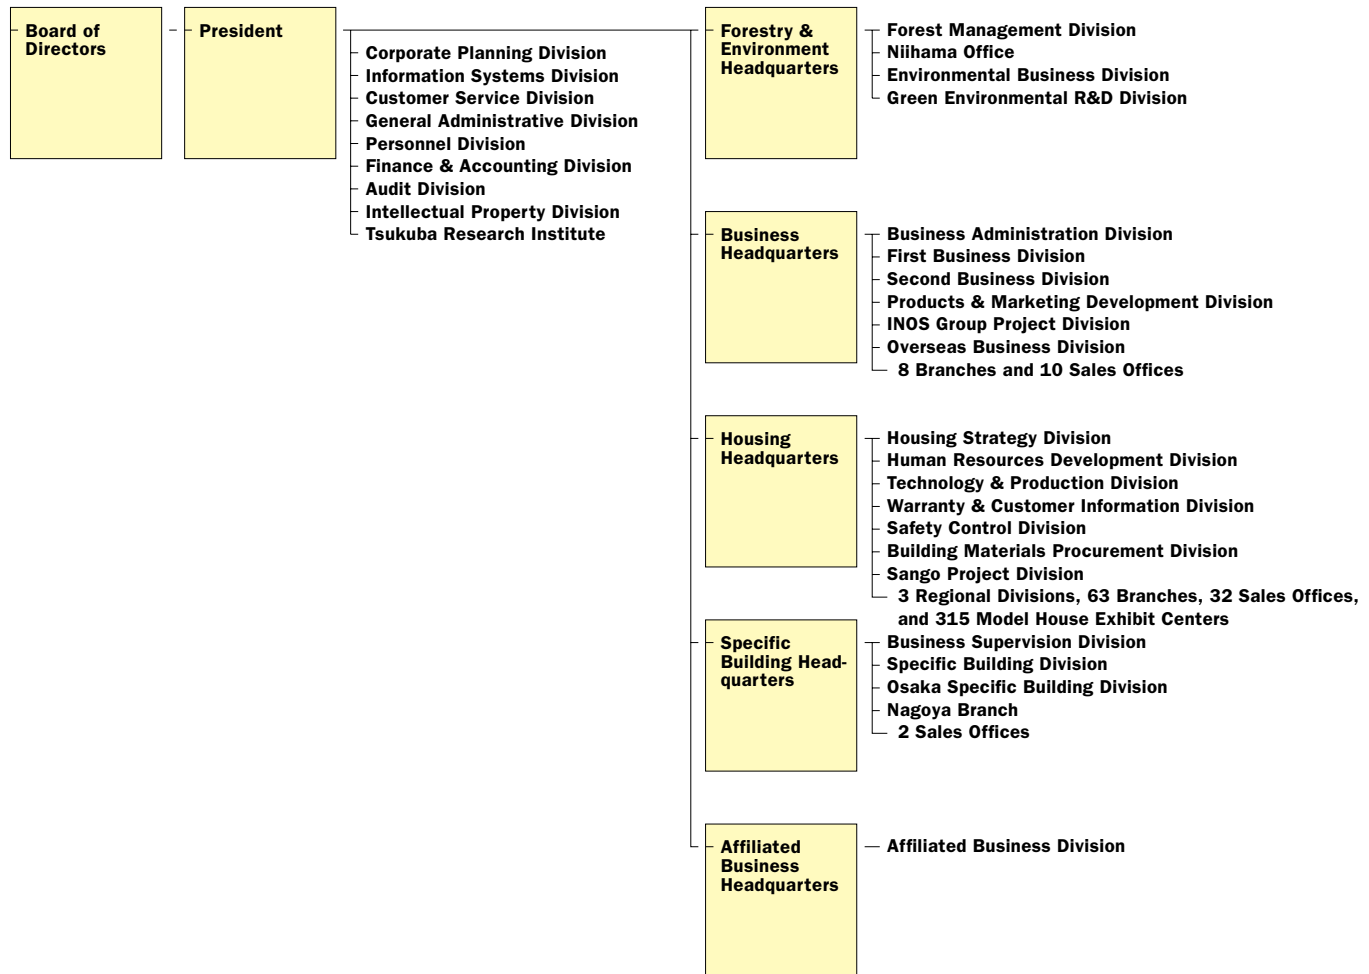 Board of
Directors
President
Corporate Planning Division
Information Systems Division
Customer Service Division
General Administrative Division
Personnel Division
Finance & Accounting Division
Audit Division
Intellectual Property Division
Tsukuba Research Institute
Forestry &
Environment
Headquarters
Forest Management Division
Niihama Office
Environmental Business Division
Green Environmental R&D Division
Business
Headquarters
Business Administration Division
First Business Division
Second Business Division
Products & Marketing Development Division
INOS Group Project Division
Overseas Business Division
8 Branches and 10 Sales Offices
Housing
Headquarters
Housing Strategy Division
Human Resources Development Division
Technology & Production Division
Warranty & Customer Information Division
Safety Control Division
Building Materials Procurement Division
Sango Project Division
3 Regional Divisions, 63 Branches, 32 Sales Offices,
and 315 Model House Exhibit Centers
Specific
Building Head-
quarters
Business Supervision Division
Specific Building Division
Osaka Specific Building Division
Nagoya Branch
2 Sales Offices
Affiliated
Business
Headquarters
Affiliated Business Division